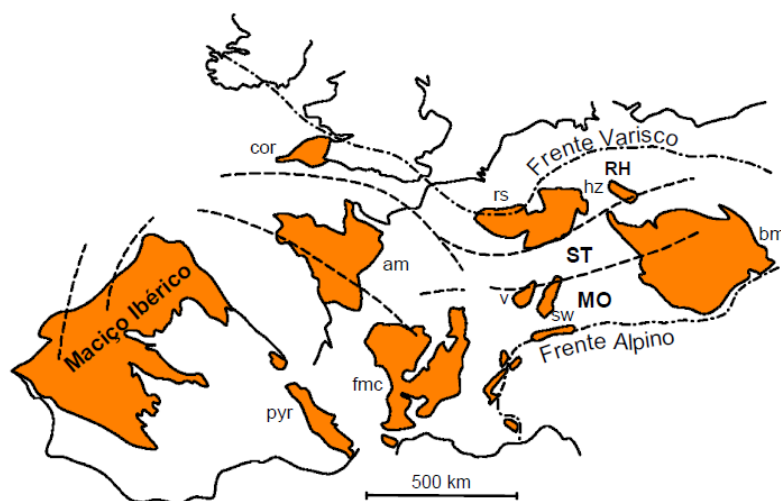 cor
Frente Varisco
RH
rs
hz
bm
am
ST
MO
v
sw
Maciço Ibérico
Frente Alpino
fmc
pyr
500 km